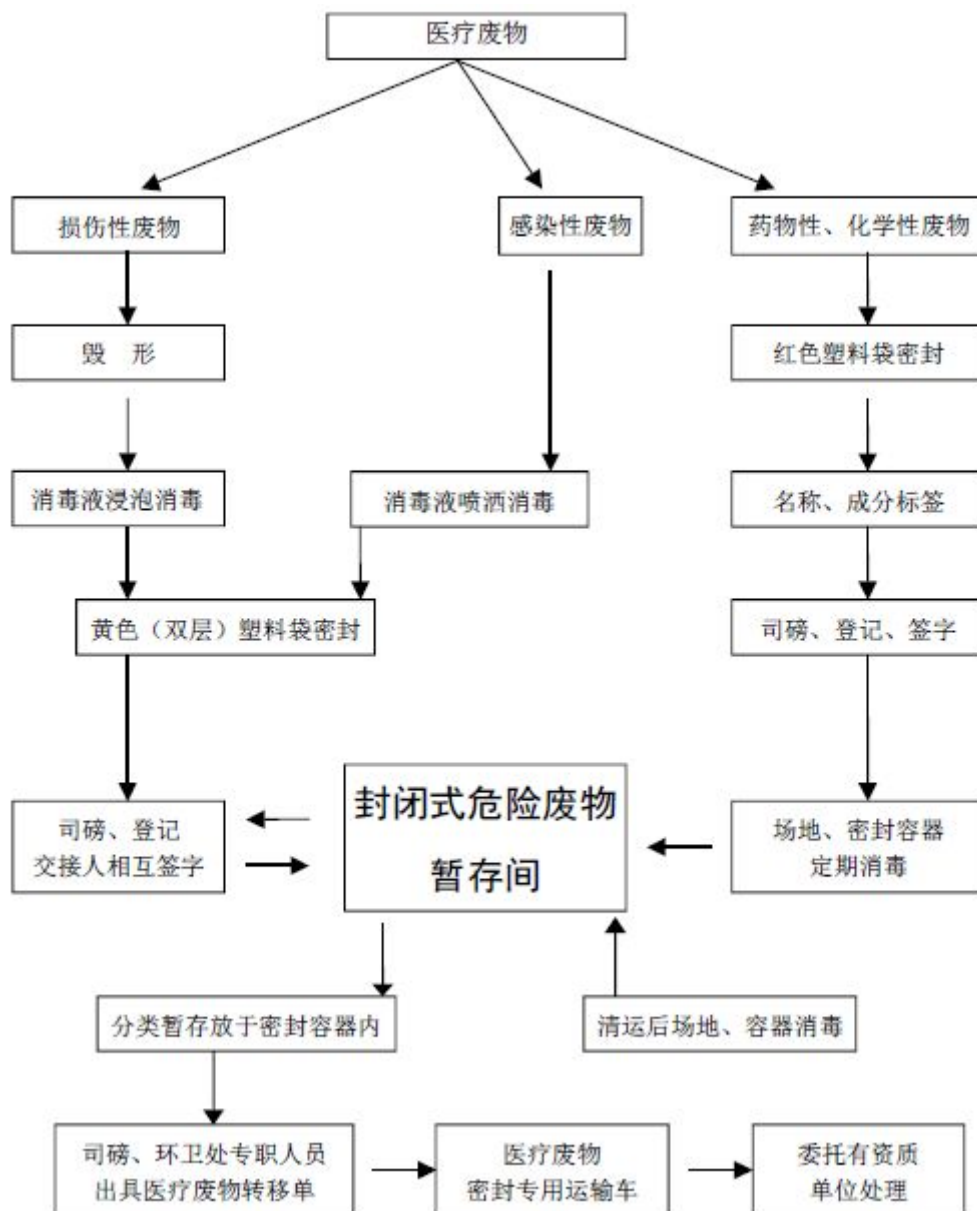 医疗废物
损伤性废物
感染性废物
药物性、化学性废物
毁 形
红色塑料袋密封
消毒液浸泡消毒
消毒液喷洒消毒
名称、成分标签
黄色（双层）塑料袋密封
司磅、登记、签字
司磅、登记
交接人相互签字
封闭式危险废物
暂存间
场地、密封容器
定期消毒
分类暂存放于密封容器内
清运后场地、容器消毒
司磅、环卫处专职人员
出具医疗废物转移单
医疗废物
密封专用运输车
委托有资质
单位处理